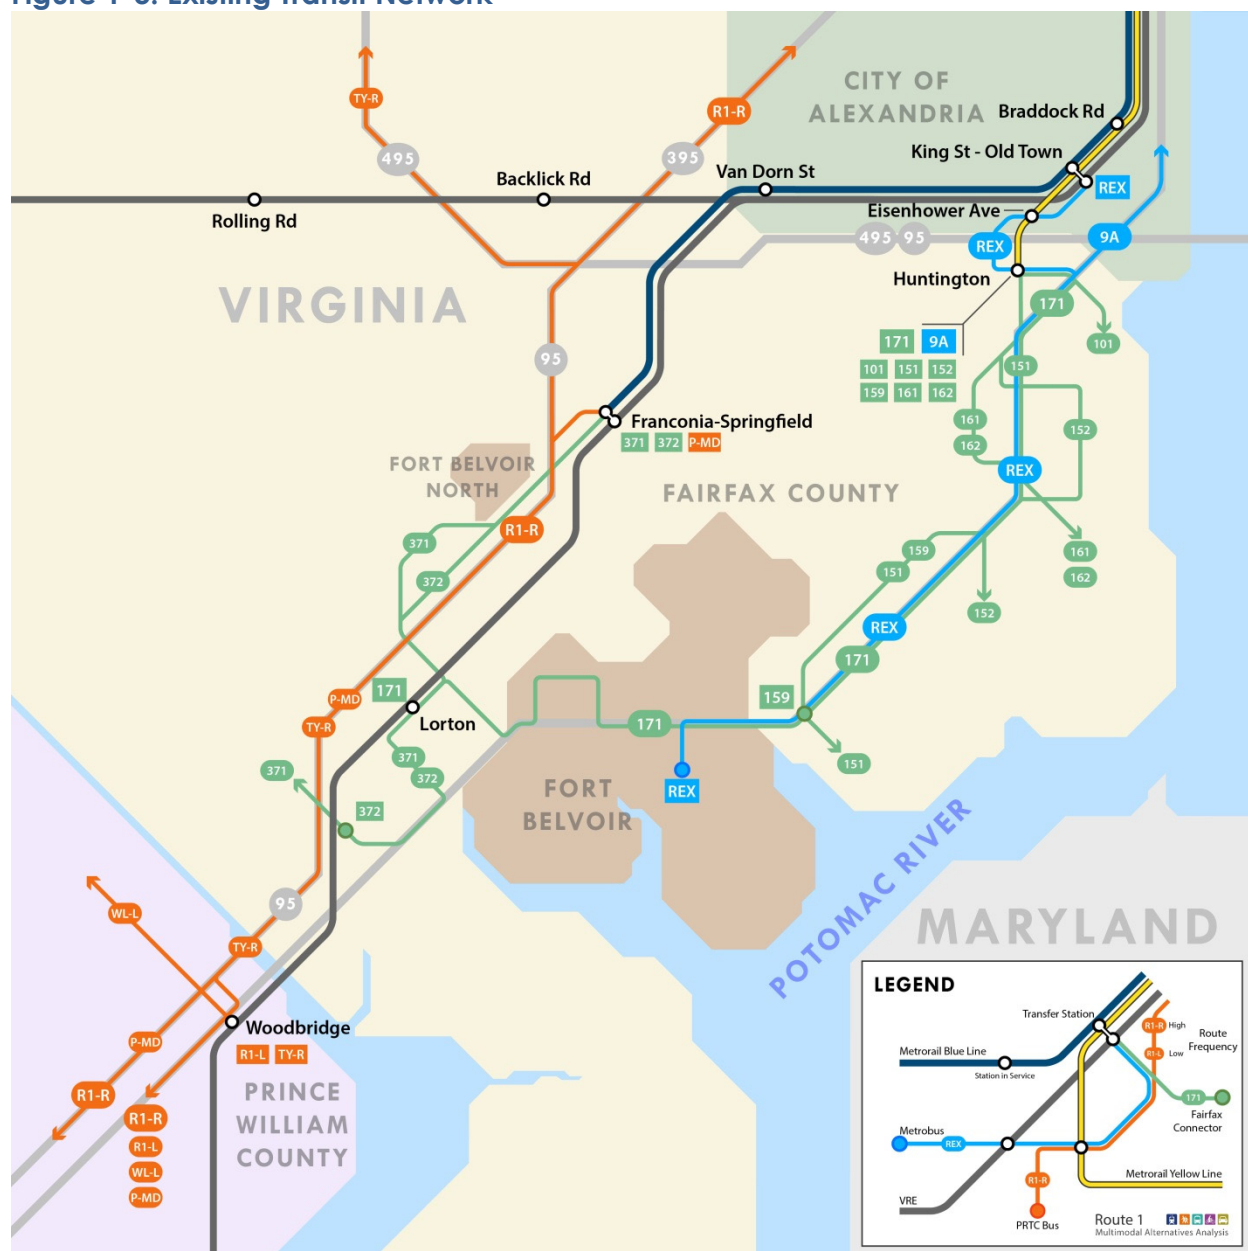 Figure 1-3: Existing Transit Network
CITY OF
ALEXANDRIA
Braddock Rd
TY-R
R1-R
495
395
King St - Old Town
Van Dorn St
Backlick Rd
REX
Rolling Rd
Eisenhower Ave
495 95
REX
9A
Huntington
VIRGINIA
171
171 9A
101
95
101 151 152
151
159 161 162
Franconia-Springfield
161
152
371 372 P-MD
162
FORT BELVOIR
NORTH
REX
FAIRFAX COUNTY
R1-R
371
159
161
151
162
372
152
REX
171
171
P-MD
159
Lorton
TY-R
171
371
151
371
372
REX
FORT
BELVOIR
372
POTOMAC RIVER
95
WL-L
MARYLAND
TY-R
LEGEND
Woodbridge
P-MD
R1-L TY-R
R1-R
R1-R
PRINCE
WILLIAM
COUNTY
R1-L
WL-L
P-MD
Transfer Station
R1-R High
Route
Frequency
R1-L Low
Metrorail Blue Line
Station in Service
171
Fairfax
Connector
Metrobus
REX
R1-R
Metrorail Yellow Line
VRE
PRTC Bus
Route 1
Multimodal Alternatives Analysis